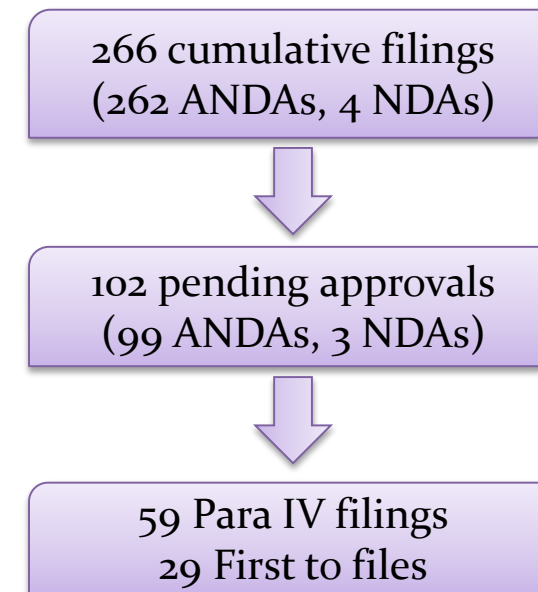 266 cumulative filings
(262 ANDAs, 4 NDAs)
102 pending approvals
(99 ANDAs, 3 NDAs)
59 Para IV filings
29 First to files